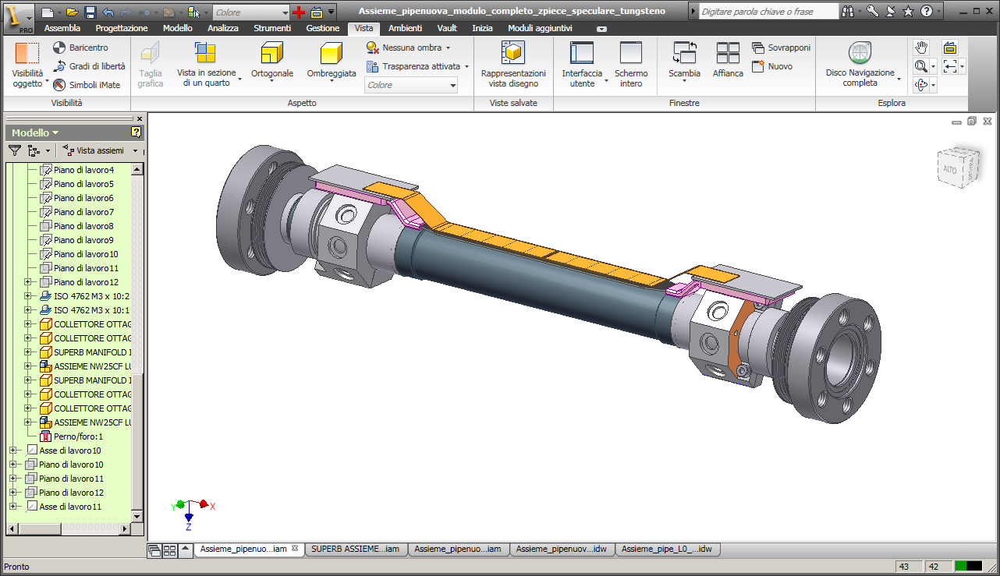 PRO
Colore
Assieme_pipenuova_modulo_completo_zpiece_speculare_tungsteno
Digitare parola chiave o frase
Assembla Progettazione Modello Analizza Strumenti Gestione Vista Ambienti Vault Inizia Moduli aggiuntivi
Visibilità
oggetto
Baricentro
Gradi di libertà
Simboli iMate
Visibilità
Taglia
grafica
Vista in sezione
di un quarto
Ortogonale
Ombreggiata
Nessuna ombra
Trasparenza attivata
Colore
Aspetto
Rappresentazioni
vista disegno
Viste salvate
Interfaccia
utente
Schermo
intero
Scambia
Affianca
Sovrapponi
Nuovo
Finestre
Disco Navigazione
completa
Esplora
Modello
?
Vista assiemi
Piano di lavoro4
Piano di lavoro5
Piano di lavoro6
Piano di lavoro7
Piano di lavoro8
Piano di lavoro9
Piano di lavoro10
Piano di lavoro11
Piano di lavoro12
ISO 4762 M3 x 10:2
ISO 4762 M3 x 10:1
COLLETTORE OTTAG
COLLETTORE OTTAG
SUPERB MANIFOLD I
ASSIEME NW25CF LU
SUPERB MANIFOLD I
COLLETTORE OTTAG
COLLETTORE OTTAG
ASSIEME NW25CF LU
Perno/foro:1
Asse di lavoro10
Piano di lavoro10
Piano di lavoro11
Piano di lavoro12
Asse di lavoro11
ALTO
Y X
Z
Assieme_pipenuo...iam
SUPERB ASSIEME...iam
Assieme_pipenuo...iam
Assieme_pipenuov...idw
Assieme_pipe_L0_...idw
Pronto
43 42